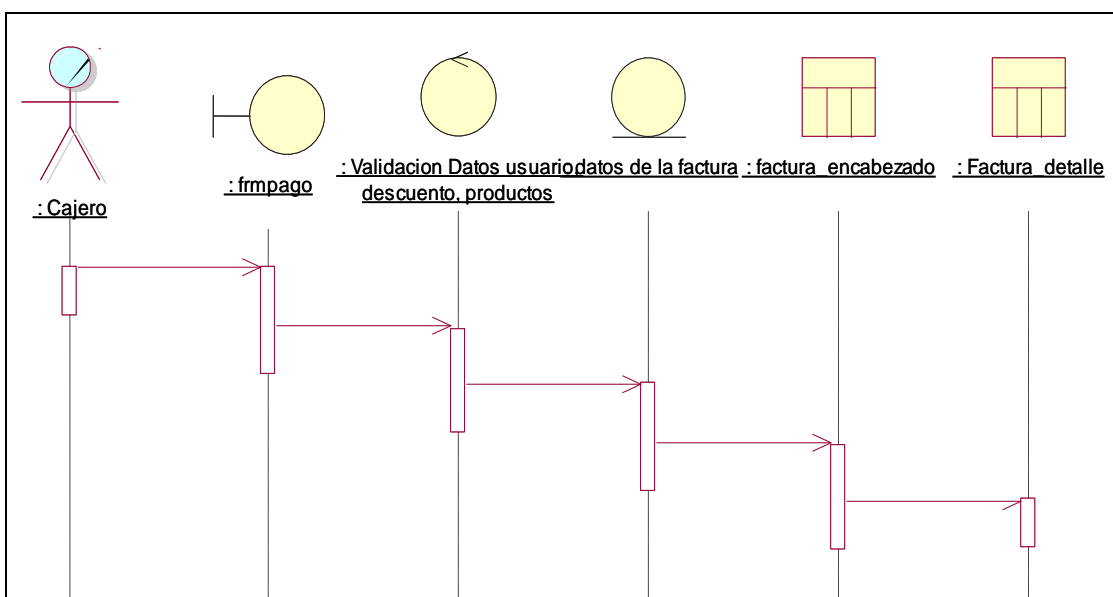 : Cajero
: frmpago
: Validacion Datos usuario,
descuento, productos
datos de la factura
: factura_encabezado
: Factura_detalle